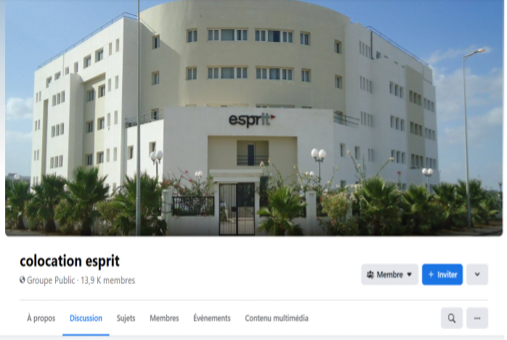 esprit
colocation esprit
Groupe Public · 13,9 K membres
Membre
+ Inviter
À propos Discussion Sujets Membres Événements Contenu multimédia